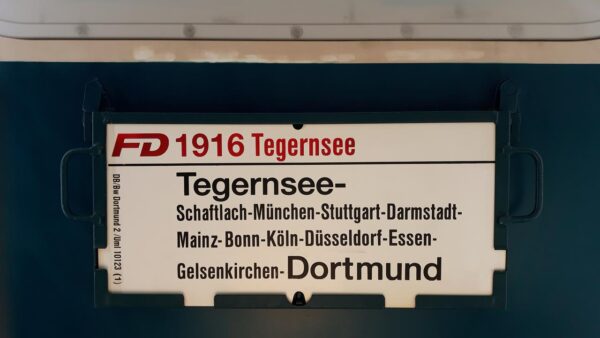 FD 1916 Tegernsee
Tegernsee-
Schaftlach-München-Stuttgart-Darmstadt-
Mainz-Bonn-Köln-Düsseldorf-Essen-
Gelsenkirchen-Dortmund
DB/Bw Dortmund 2 /Uml 10123 (1)